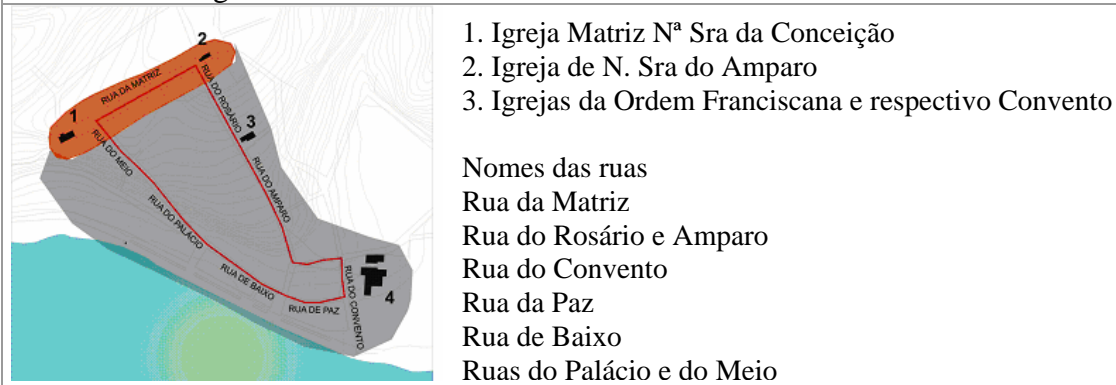 1. Igreja Matriz Nª Sra da Conceição
2. Igreja de N. Sra do Amparo
3. Igrejas da Ordem Franciscana e respectivo Convento
Nomes das ruas
Rua da Matriz
Rua do Rosário e Amparo
Rua do Convento
Rua da Paz
Rua de Baixo
Ruas do Palácio e do Meio
2
RUA DA MATRIZ
1
RUA DO ROSÁRIO
3
RUA DO MEIO
RUA DO AMPARO
RUA DO PALÁCIO
RUA DE BAIXO
RUA DE PAZ
RUA DO CONVENTO
4